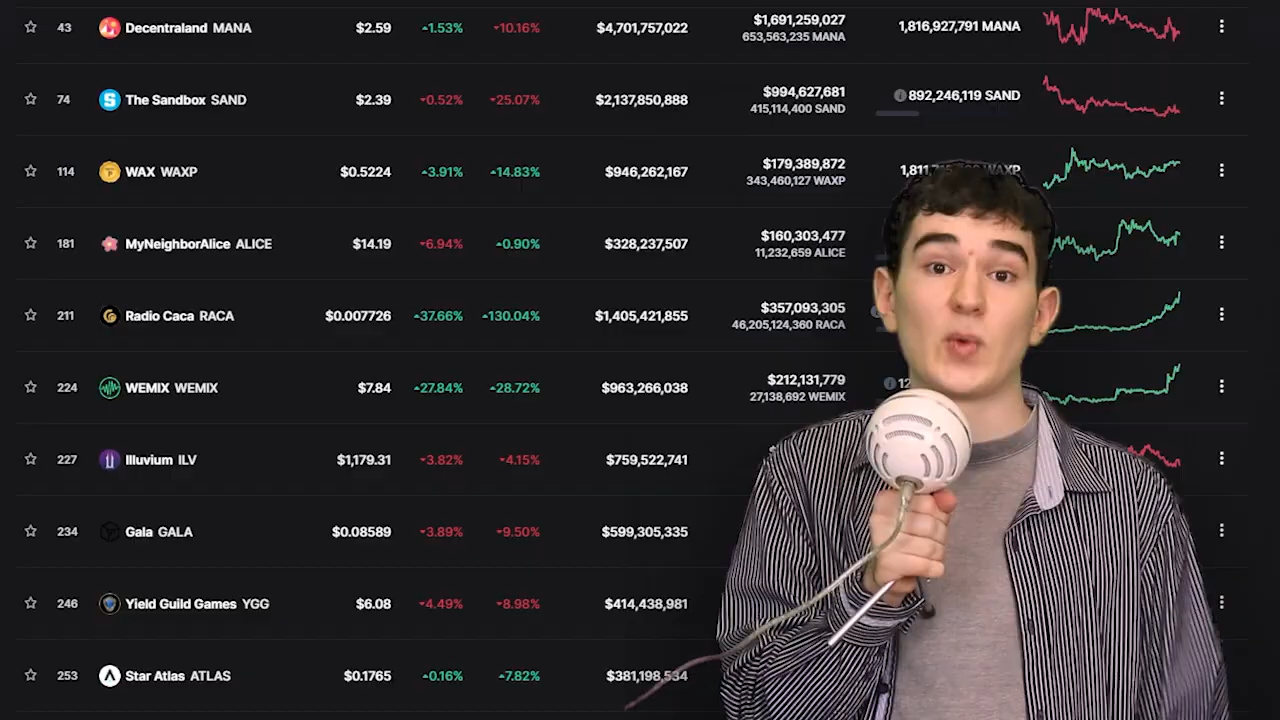 43 Decentraland MANA $2.59 1.53% 10.16% $4,701,757,022 $1,691,259,027 1,816,927,791 MANA
653,563,235 MANA
74 The Sandbox SAND $2.39 0.52% 25.07% $2,137,850,888 $994,627,681 892,246,119 SAND
415,114,400 SAND
114 WAX WAXP $0.5224 3.91% 14.83% $946,262,167 $179,389,872 WAXP
343,460,127 WAXP
181 MyNeighborAlice ALICE $14.19 6.94% 0.90% $328,237,507 $160,303,477
11,232,659 ALICE
211 Radio Caca RACA $0.007726 37.66% 130.04% $1,405,421,855 $357,093,305
46,205,124,360 RACA
224 WEMIX WEMIX $7.84 27.84% 28.72% $963,266,038 $212,131,779
27,138,692 WEMIX
227 Illuvium ILV $1,179.31 3.82% 4.15% $759,522,741
234 Gala GALA $0.08589 3.89% 9.50% $599,305,335
246 Yield Guild Games YGG $6.08 4.49% 8.98% $414,438,981
253 Star Atlas ATLAS $0.1765 0.16% 7.82% $381,198,534